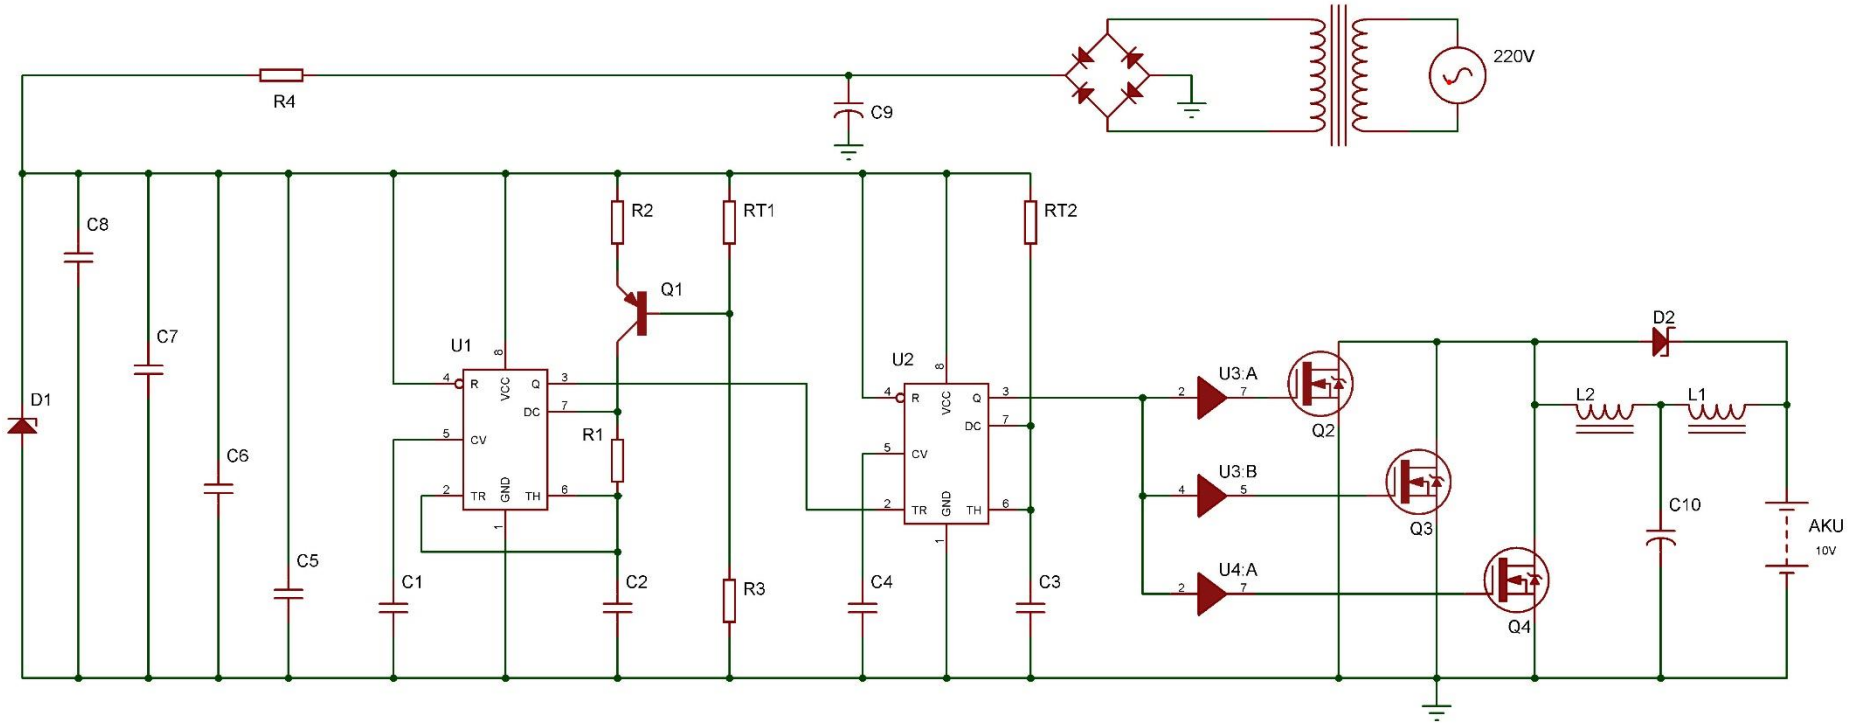 220V
R4
C9
C8
R2
RT1
RT2
Q1
D2
C7
U1
U2
8
8
4
R
VCC
Q
3
4
R
VCC
Q
3
2
U3:A
7
L2
L1
D1
DC
7
DC
7
Q2
5
CV
R1
5
CV
C6
U3:B
4
5
2
TR
GND
TH
6
2
TR
GND
TH
6
C10
Q3
AKU
10V
1
1
C5
C1
C2
R3
C4
C3
U4:A
2
7
Q4